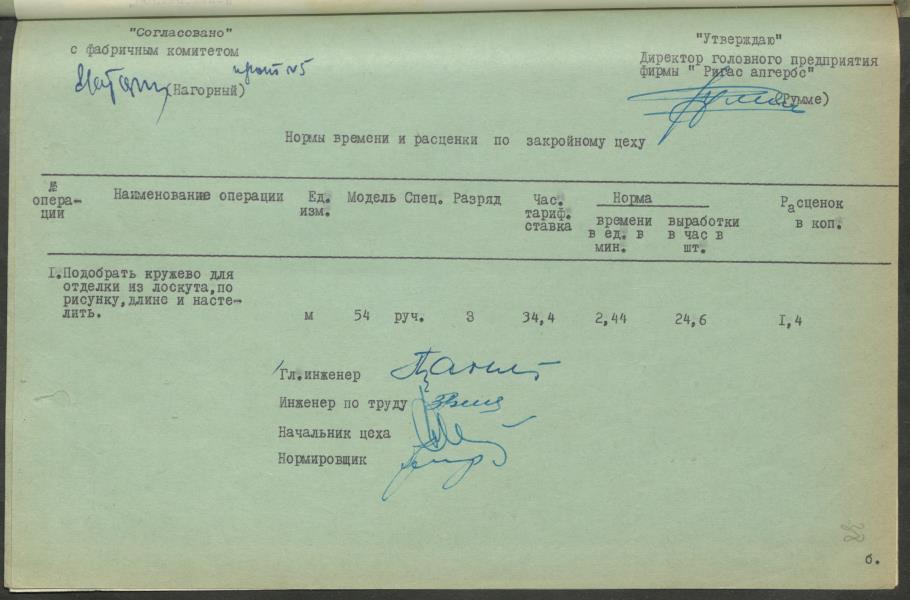 "Согласовано"
с фабричным комитетом
прот №5
(Нагорный)
"Утверждаю"
Директор головного предприятия
фирмы " Ригас апгербс"
(Румме)
Нормы времени и расценки по закройному цеху
№ опера-ции Наименование операции Ед. изм. Модель Спец. Разряд Час. тариф. ставка Норма Расценок в коп.
времени в ед. в мин. выработки в час в шт.
I.Подобрать кружево для
отделки из лоскута,по
рисунку,длине и насте-
лить.
м 54 руч. 3 34,4 2,44 24,6 I,4
Гл.инженер
Инженер по труду
Начальник цеха
Нормировщик
6.